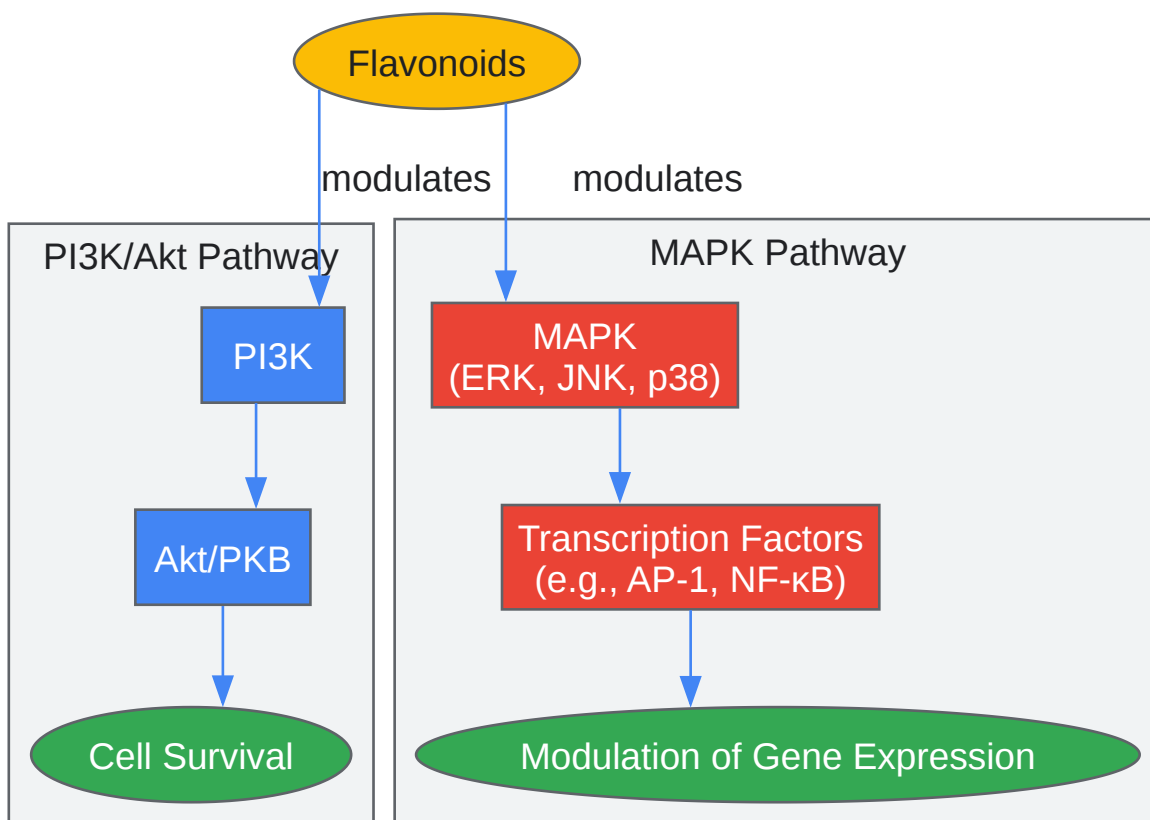 Flavonoids
modulates
modulates
PI3K/Akt Pathway
PI3K
Akt/PKB
Cell Survival
MAPK Pathway
MAPK
(ERK, JNK, p38)
Transcription Factors
(e.g., AP-1, NF-κB)
Modulation of Gene Expression